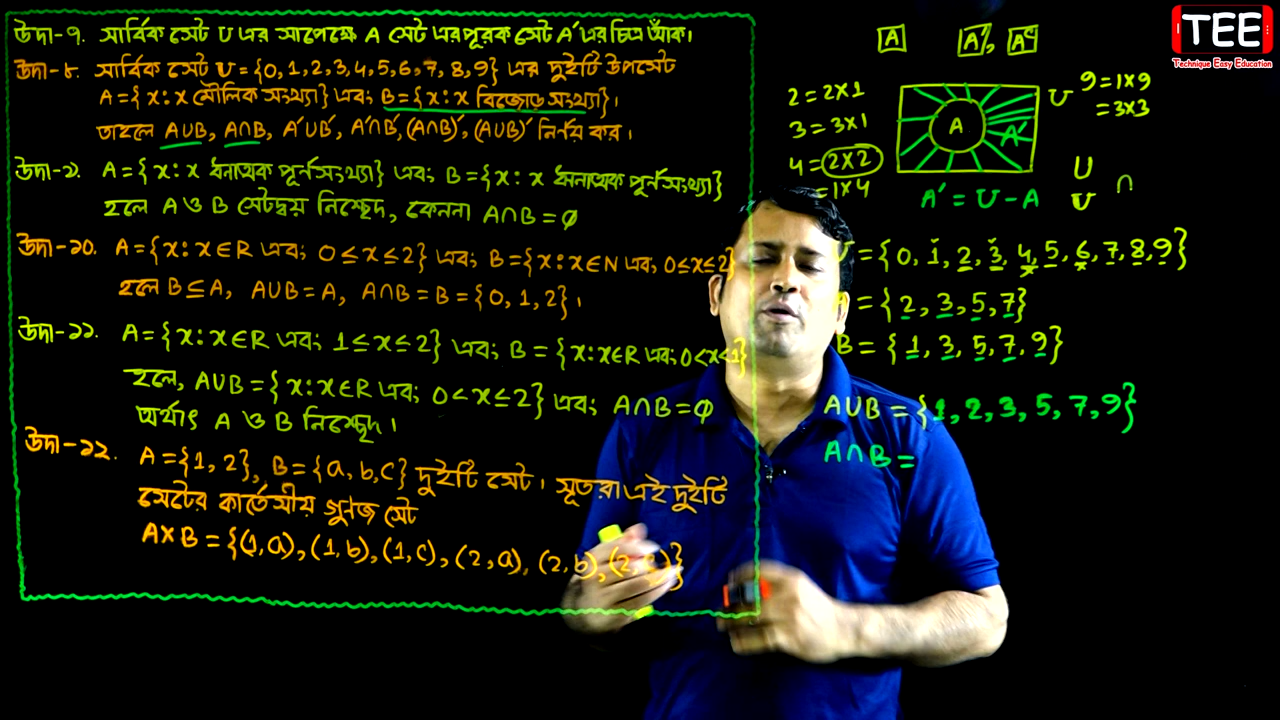 উদা-৭. সার্বিক সেট U এর সাপেক্ষে A সেট এর পূরক সেট A′ এর চিত্র আঁক।
উদা-৮. সার্বিক সেট U = {0, 1, 2, 3, 4, 5, 6, 7, 8, 9} এর দুইটি উপসেট
A = {x : x মৌলিক সংখ্যা} এবং B = {x : x বিজোড় সংখ্যা}।
তাহলে A∪B, A∩B, A′∪B′, A′∩B′, (A∩B)′, (A∪B)′ নির্ণয় কর।
উদা-৯. A = {x : x ধনাত্মক পূর্নসংখ্যা} এবং B = {x : x ঋনাত্মক পূর্নসংখ্যা}
হলে A ও B সেটদ্বয় নিশ্ছেদ, কেননা A∩B = φ
উদা-১০. A = {x : x∈R এবং 0 ≤ x ≤ 2} এবং B = {x : x∈N এবং 0 ≤ x ≤ 2}
হলে B ⊆ A, A∪B = A, A∩B = B = {0, 1, 2}।
উদা-১১. A = {x : x∈R এবং 1 ≤ x ≤ 2} এবং B = {x : x∈R এবং 0 < x < 1}
হলে, A∪B = {x : x∈R এবং 0 < x ≤ 2} এবং A∩B = φ
অর্থাৎ A ও B নিশ্ছেদ।
উদা-১২. A = {1, 2}, B = {a, b, c} দুইটি সেট। সূতরাং এই দুইটি
সেটের কার্তেসীয় গুণজ সেট
A×B = {(1, a), (1, b), (1, c), (2, a), (2, b), (2, )}
A A′, Aᶜ
2 = 2×1
3 = 3×1
4 = 2×2
= 1×4
A A′ U
9 = 1×9
= 3×3
A′ = U − A
U ∩
U
= {0, 1, 2, 3, 4, 5, 6, 7, 8, 9}
= {2, 3, 5, 7}
B = {1, 3, 5, 7, 9}
A∪B = {1, 2, 3, 5, 7, 9}
A∩B =
TEE
Technique Easy Education